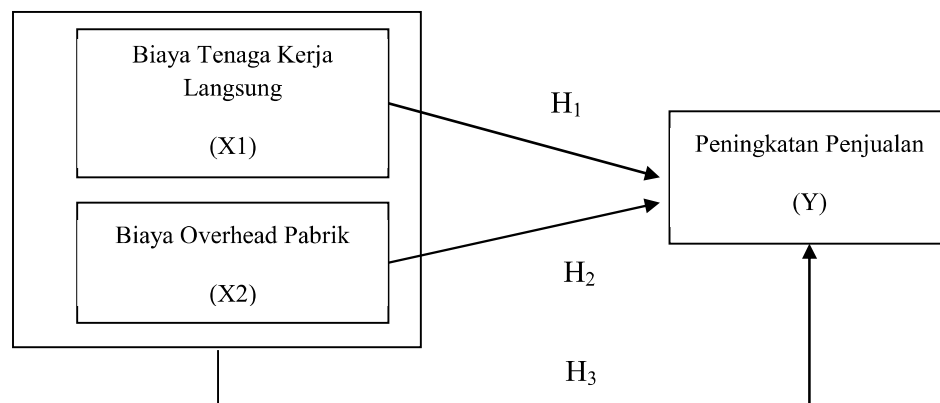 Biaya Tenaga Kerja
Langsung
(X1)
H₁
Peningkatan Penjualan
(Y)
Biaya Overhead Pabrik
(X2)
H₂
H₃